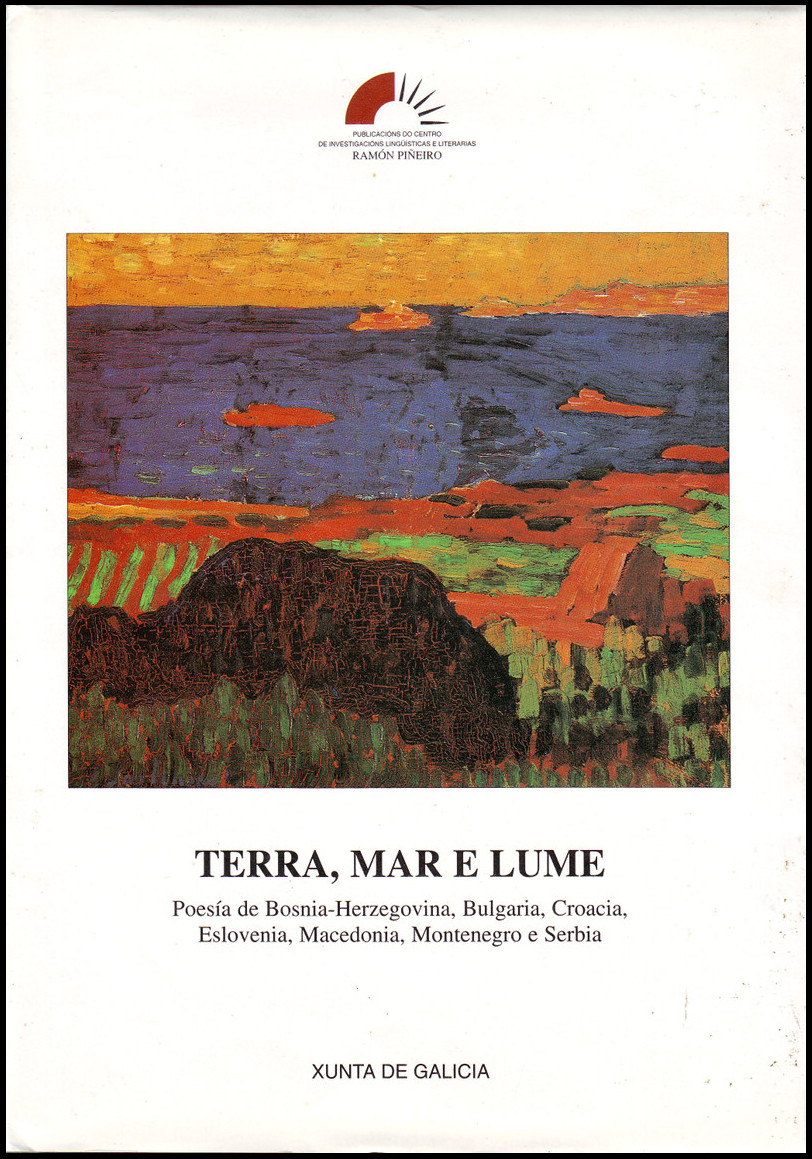 PUBLICACIÓNS DO CENTRO
DE INVESTIGACIÓNS LINGÜÍSTICAS E LITERARIAS
RAMÓN PIÑEIRO
TERRA, MAR E LUME
Poesía de Bosnia-Herzegovina, Bulgaria, Croacia,
Eslovenia, Macedonia, Montenegro e Serbia
XUNTA DE GALICIA